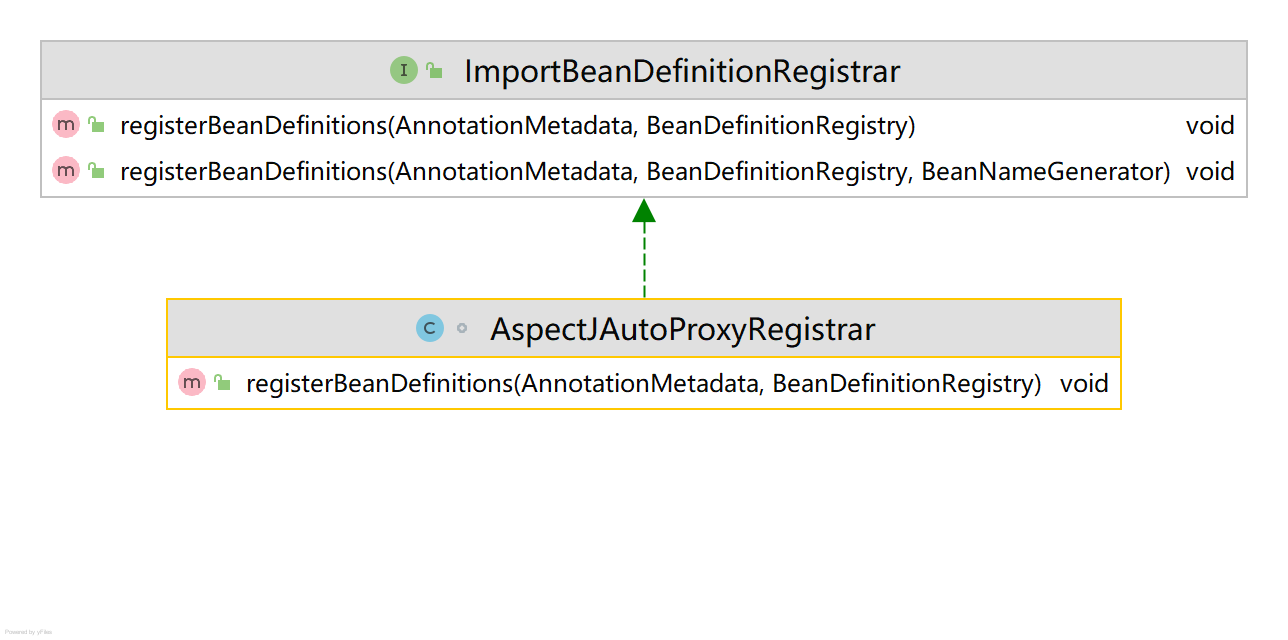 I ImportBeanDefinitionRegistrar
m registerBeanDefinitions(AnnotationMetadata, BeanDefinitionRegistry) void
m registerBeanDefinitions(AnnotationMetadata, BeanDefinitionRegistry, BeanNameGenerator) void
C AspectJAutoProxyRegistrar
m registerBeanDefinitions(AnnotationMetadata, BeanDefinitionRegistry) void
Powered by yFiles